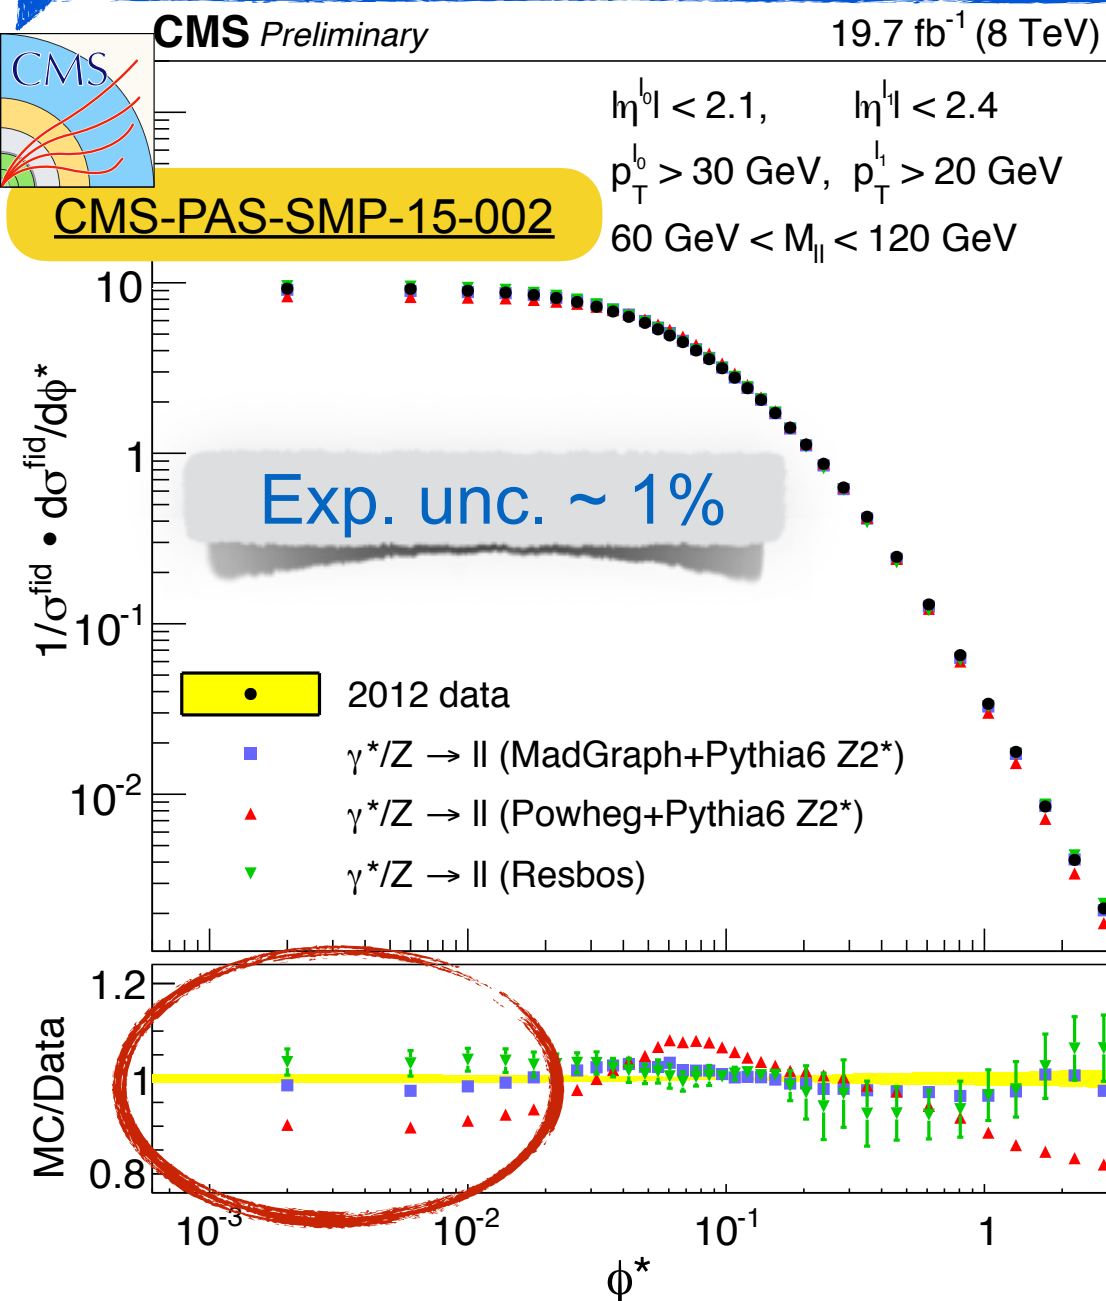 CMS Preliminary 19.7 fb⁻¹ (8 TeV)
CMS
|η^l₀| < 2.1, |η^l₁| < 2.4
p_T^l₀ > 30 GeV, p_T^l₁ > 20 GeV
CMS-PAS-SMP-15-002
60 GeV < M_ll < 120 GeV
10
1
10⁻¹
10⁻²
1/σ^fid • dσ^fid/dϕ*
Exp. unc. ~ 1%
2012 data
γ*/Z → ll (MadGraph+Pythia6 Z2*)
γ*/Z → ll (Powheg+Pythia6 Z2*)
γ*/Z → ll (Resbos)
MC/Data
1.2
1
0.8
10⁻³ 10⁻² 10⁻¹ 1
ϕ*